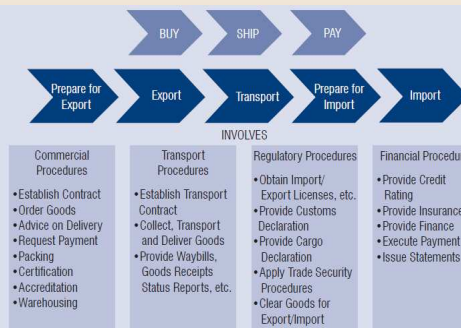 BUY
SHIP
PAY
Prepare for
Export
Export
Transport
Prepare for
Import
Import
INVOLVES
Commercial
Procedures
• Establish Contract
• Order Goods
• Advice on Delivery
• Request Payment
• Packing
• Certification
• Accreditation
• Warehousing
Transport
Procedures
• Establish Transport
Contract
• Collect, Transport
and Deliver Goods
• Provide Waybills,
Goods Receipts
Status Reports, etc.
Regulatory Procedures
• Obtain Import/
Export Licenses, etc.
• Provide Customs
Declaration
• Provide Cargo
Declaration
• Apply Trade Security
Procedures
• Clear Goods for
Export/Import
Financial Procedu
• Provide Credit
Rating
• Provide Insurance
• Provide Finance
• Execute Payment
• Issue Statements